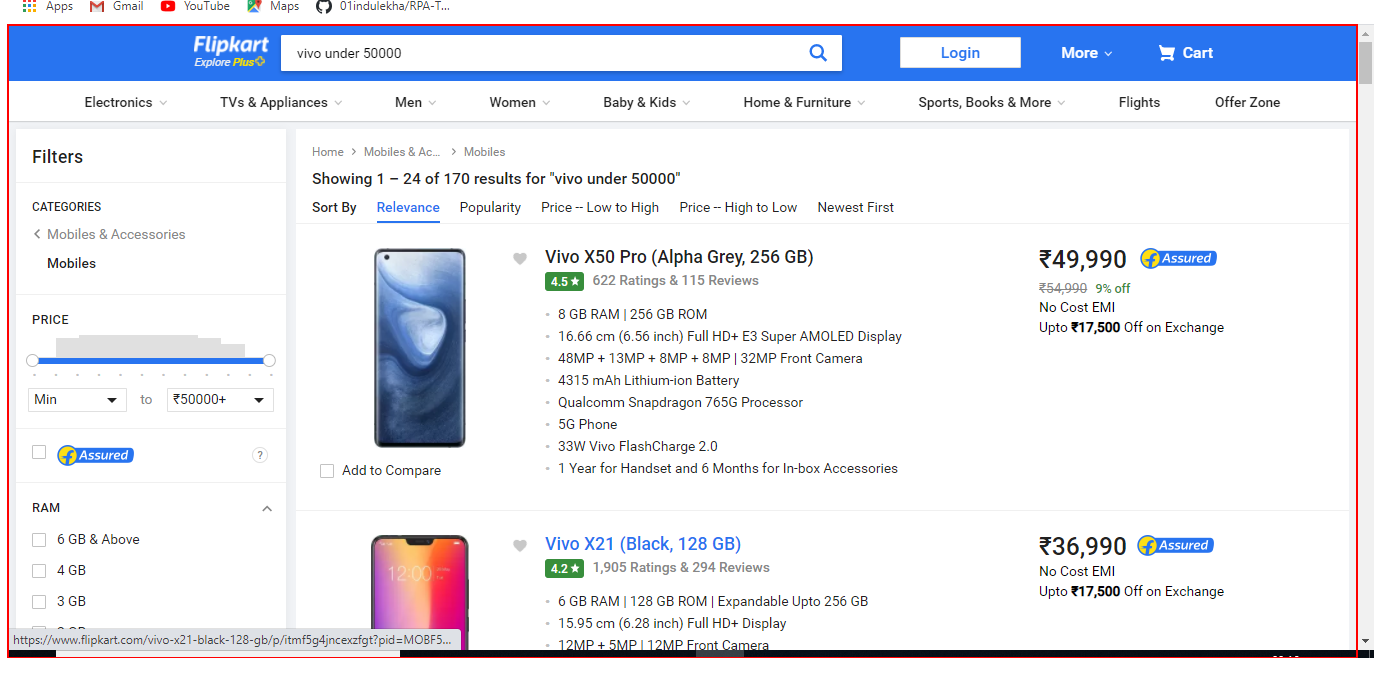 Apps Gmail YouTube Maps 01indulekha/RPA-T...
Flipkart
Explore Plus
vivo under 50000
Login
More
Cart
Electronics TVs & Appliances Men Women Baby & Kids Home & Furniture Sports, Books & More Flights Offer Zone
Filters
CATEGORIES
Mobiles & Accessories
Mobiles
PRICE
Min to ₹50000+
Assured ?
RAM
6 GB & Above
4 GB
3 GB
https://www.flipkart.com/vivo-x21-black-128-gb/p/itmf5g4jncexzfgt?pid=MOBF5...
Home > Mobiles & Ac... > Mobiles
Showing 1 – 24 of 170 results for "vivo under 50000"
Sort By Relevance Popularity Price -- Low to High Price -- High to Low Newest First
Vivo X50 Pro (Alpha Grey, 256 GB)
4.5★ 622 Ratings & 115 Reviews
8 GB RAM | 256 GB ROM
16.66 cm (6.56 inch) Full HD+ E3 Super AMOLED Display
48MP + 13MP + 8MP + 8MP | 32MP Front Camera
4315 mAh Lithium-ion Battery
Qualcomm Snapdragon 765G Processor
5G Phone
33W Vivo FlashCharge 2.0
1 Year for Handset and 6 Months for In-box Accessories
Add to Compare
₹49,990 Assured
₹54,990 9% off
No Cost EMI
Upto ₹17,500 Off on Exchange
Vivo X21 (Black, 128 GB)
4.2★ 1,905 Ratings & 294 Reviews
6 GB RAM | 128 GB ROM | Expandable Upto 256 GB
15.95 cm (6.28 inch) Full HD+ Display
12MP + 5MP | 12MP Front Camera
12:00
₹36,990 Assured
No Cost EMI
Upto ₹17,500 Off on Exchange